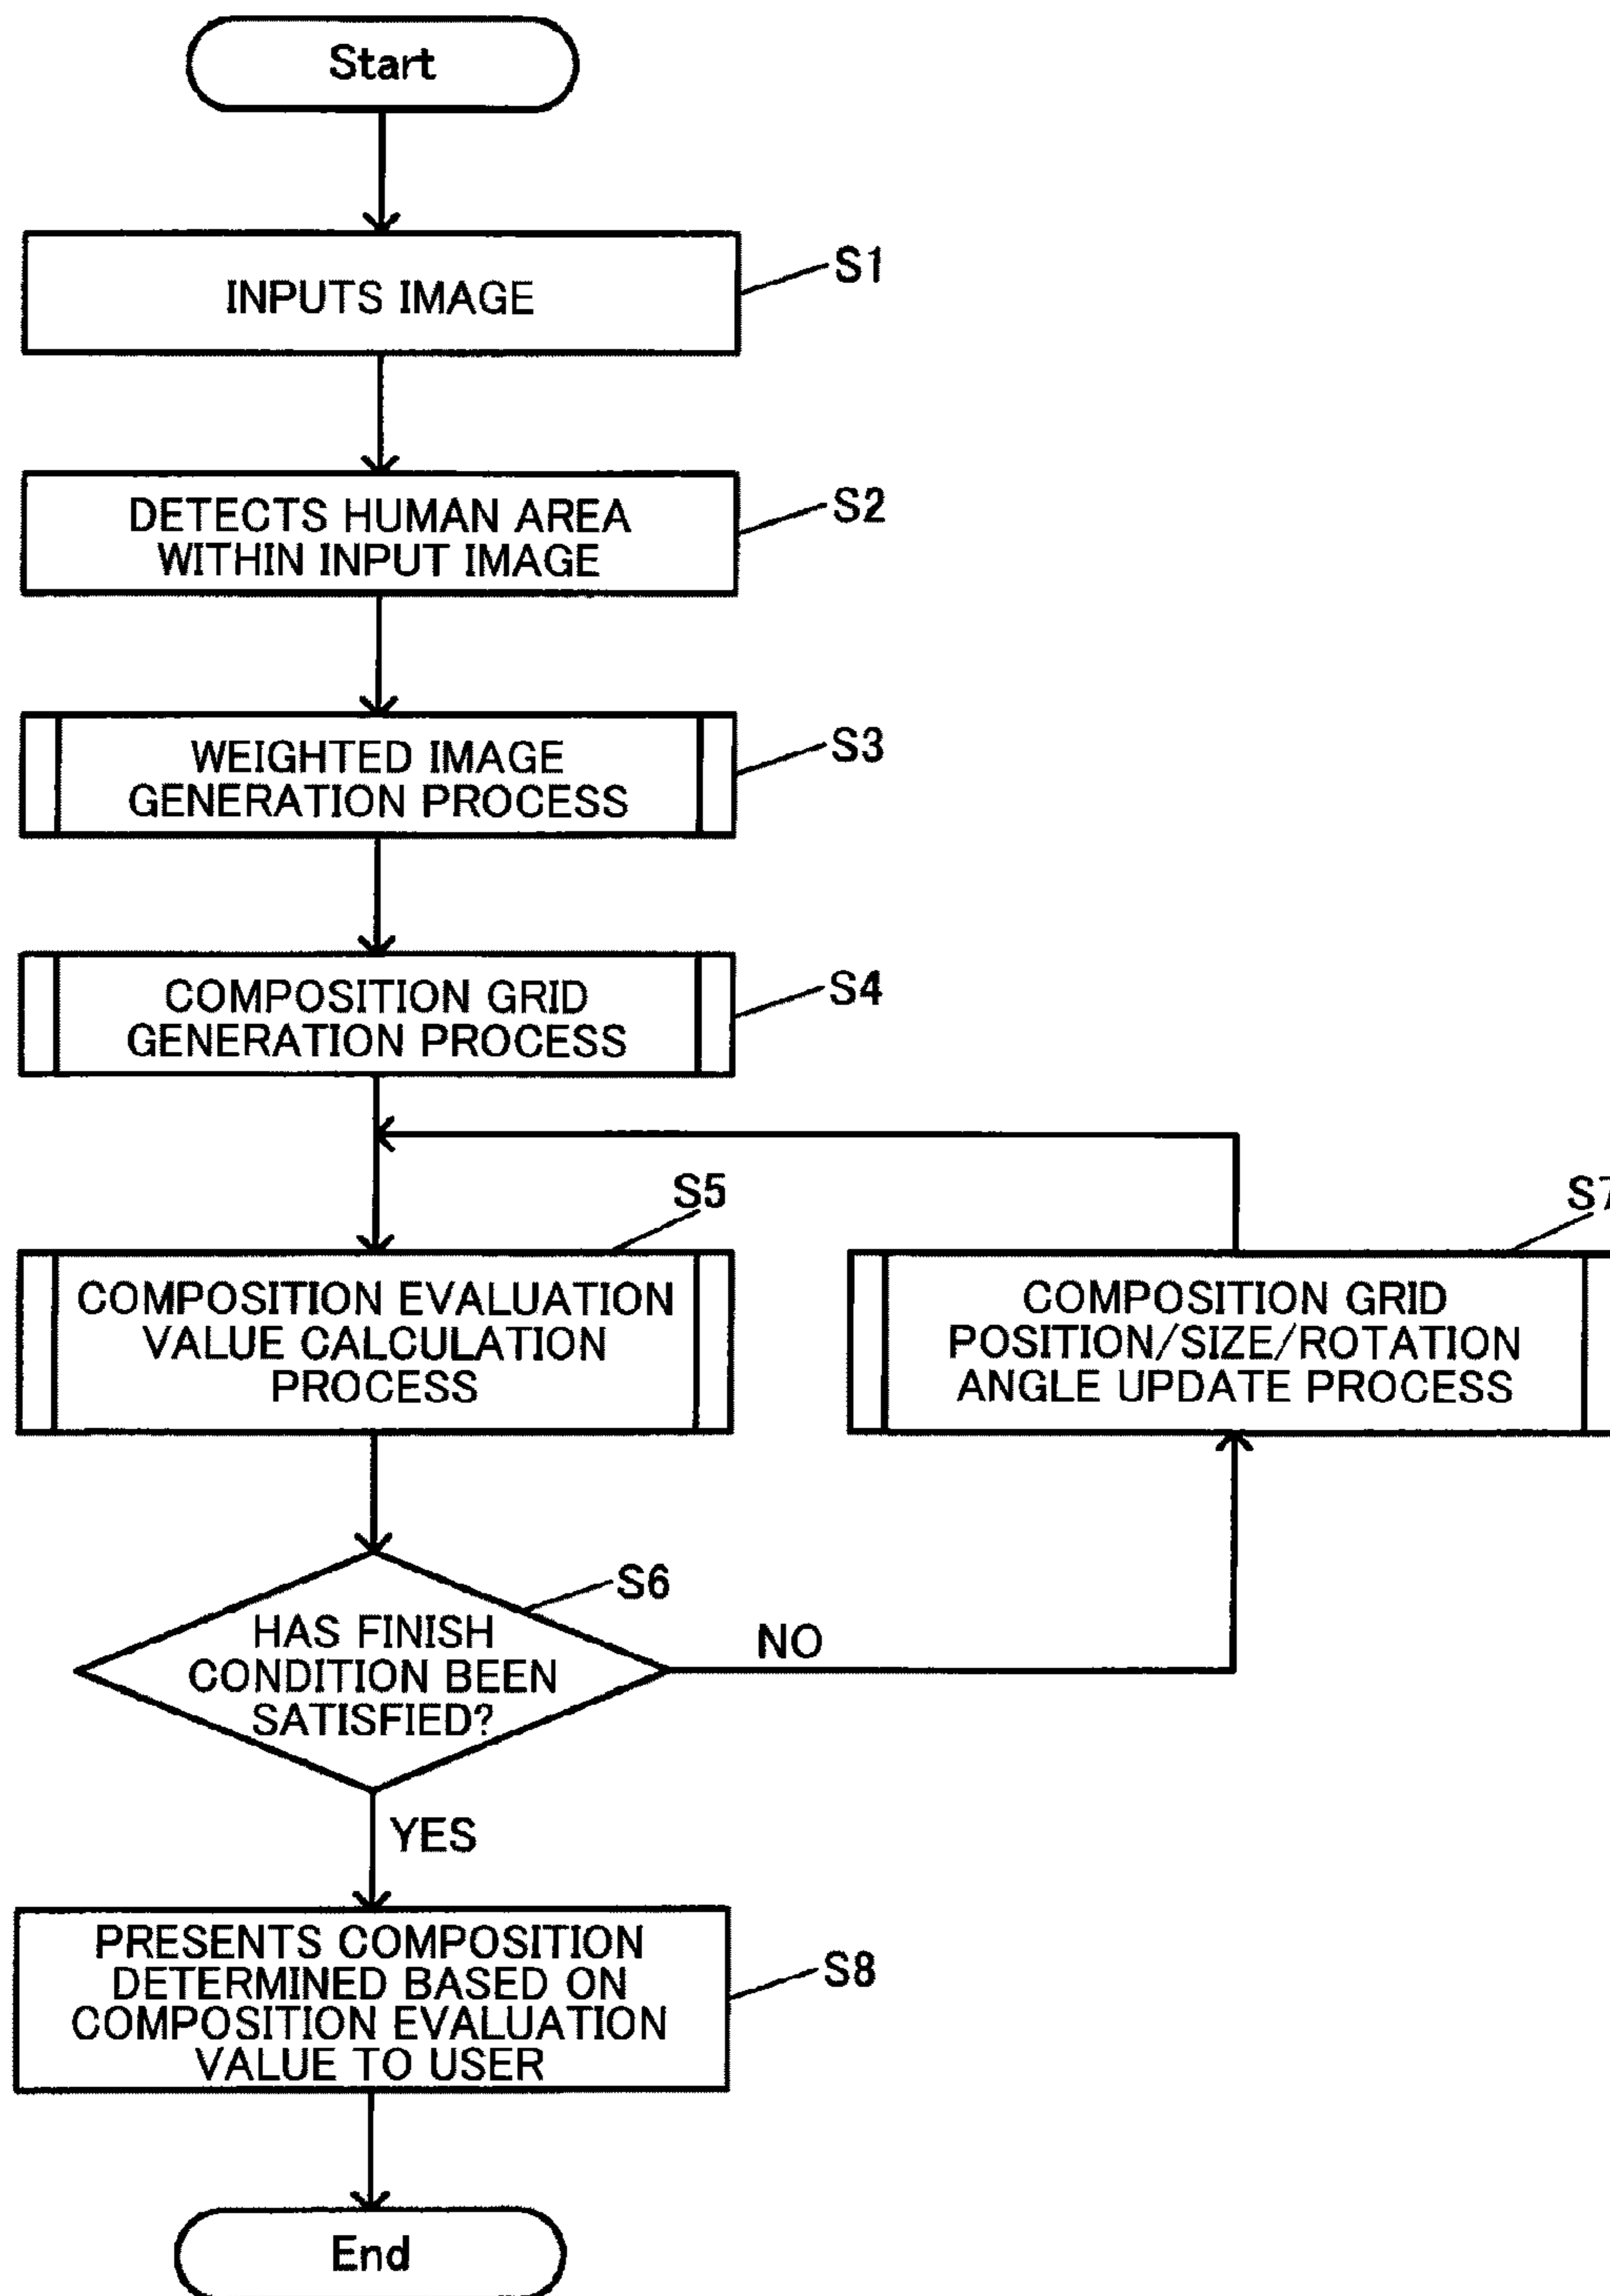 Start
INPUTS IMAGE
S1
DETECTS HUMAN AREA
WITHIN INPUT IMAGE
S2
WEIGHTED IMAGE
GENERATION PROCESS
S3
COMPOSITION GRID
GENERATION PROCESS
S4
S5
COMPOSITION EVALUATION
VALUE CALCULATION
PROCESS
S7
COMPOSITION GRID
POSITION/SIZE/ROTATION
ANGLE UPDATE PROCESS
S6
HAS FINISH
CONDITION BEEN
SATISFIED?
NO
YES
PRESENTS COMPOSITION
DETERMINED BASED ON
COMPOSITION EVALUATION
VALUE TO USER
S8
End